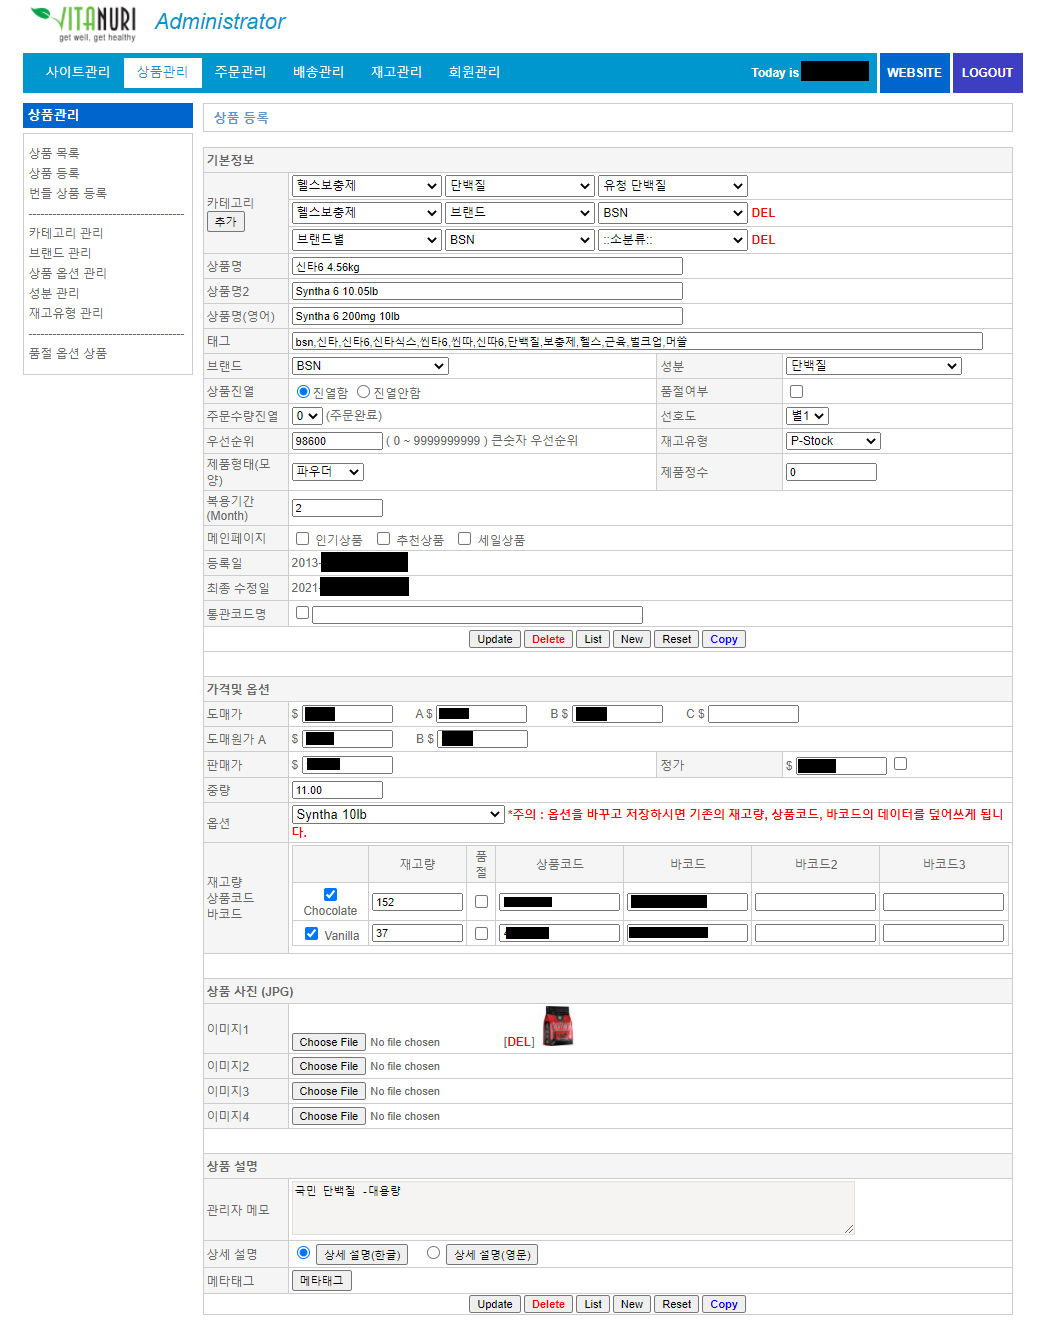 VITANURI
get well, get healthy
Administrator
사이트관리 상품관리 주문관리 배송관리 재고관리 회원관리 Today is WEBSITE LOGOUT
상품관리
상품 목록
상품 등록
번들 상품 등록
카테고리 관리
브랜드 관리
상품 옵션 관리
성분 관리
재고유형 관리
품절 옵션 상품
상품 등록
기본정보
카테고리
추가
헬스보충제 단백질 유청 단백질
헬스보충제 브랜드 BSN DEL
브랜드별 BSN ::소분류:: DEL
상품명 신타6 4.56kg
상품명2 Syntha 6 10.05lb
상품명(영어) Syntha 6 200mg 10lb
태그 bsn,신타,신타6,신타식스,씬타6,씬따,신따6,단백질,보충제,헬스,근육,벌크업,머쓸
브랜드 BSN 성분 단백질
상품진열 진열함 진열안함 품절여부
주문수량진열 0 (주문완료) 선호도 별1
우선순위 98600 ( 0 ~ 9999999999 ) 큰숫자 우선순위 재고유형 P-Stock
제품형태(모양) 파우더 제품정수 0
복용기간(Month) 2
메인페이지 인기상품 추천상품 세일상품
등록일 2013-
최종 수정일 2021-
통관코드명
Update Delete List New Reset Copy
가격및 옵션
도매가 $ A $ B $ C $
도매원가 A $ B $
판매가 $ 정가 $
중량 11.00
옵션 Syntha 10lb *주의 : 옵션을 바꾸고 저장하시면 기존의 재고량, 상품코드, 바코드의 데이터를 덮어쓰게 됩니다.
재고량
상품코드
바코드
재고량 품절 상품코드 바코드 바코드2 바코드3
Chocolate 152
Vanilla 37
상품 사진 (JPG)
이미지1 Choose File No file chosen [DEL]
이미지2 Choose File No file chosen
이미지3 Choose File No file chosen
이미지4 Choose File No file chosen
상품 설명
관리자 메모 국민 단백질 -대용량
상세 설명 상세 설명(한글) 상세 설명(영문)
메타태그 메타태그
Update Delete List New Reset Copy